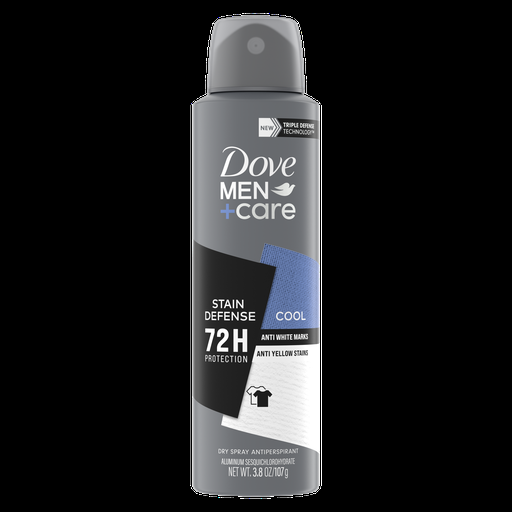 NEW
TRIPLE DEFENSE
TECHNOLOGY™
Dove
MEN
+care
STAIN
DEFENSE
72H
PROTECTION
COOL
ANTI WHITE MARKS
ANTI YELLOW STAINS
DRY SPRAY ANTIPERSPIRANT
ALUMINUM SESQUICHLOROHYDRATE
NET WT. 3.8 OZ/107g